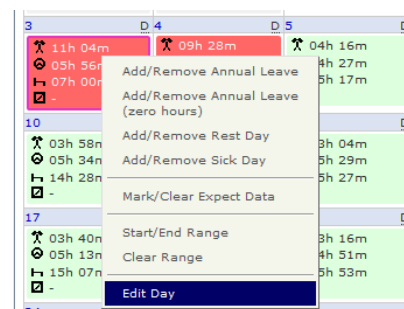 3 D 4 D 5
11h 04m 09h 28m 04h 16m
05h 56m 4h 27m
07h 00m 5h 17m
-
Add/Remove Annual Leave
Add/Remove Annual Leave
(zero hours)
Add/Remove Rest Day
Add/Remove Sick Day
Mark/Clear Expect Data
Start/End Range
Clear Range
Edit Day
10
03h 58m 3h 04m
05h 34m 5h 29m
14h 28m 5h 27m
-
17
03h 40m 3h 16m
05h 13m 4h 51m
15h 07m 5h 53m
-